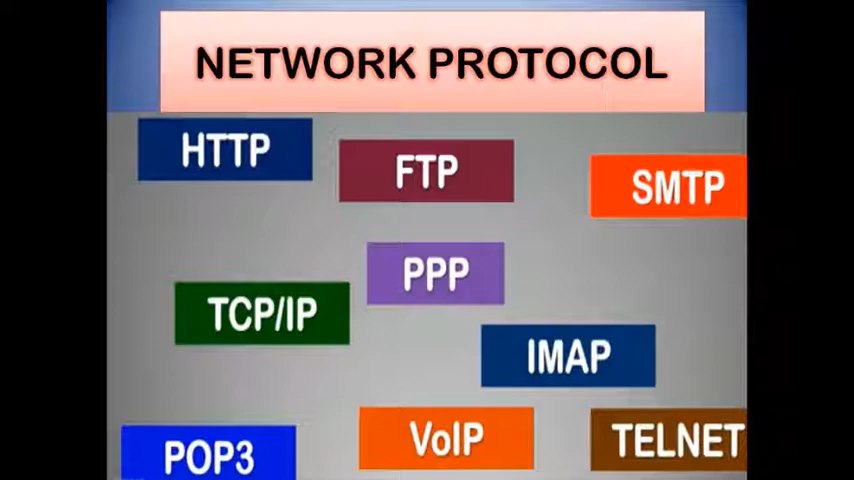 NETWORK PROTOCOL
HTTP
FTP
SMTP
PPP
TCP/IP
IMAP
POP3
VoIP
TELNET